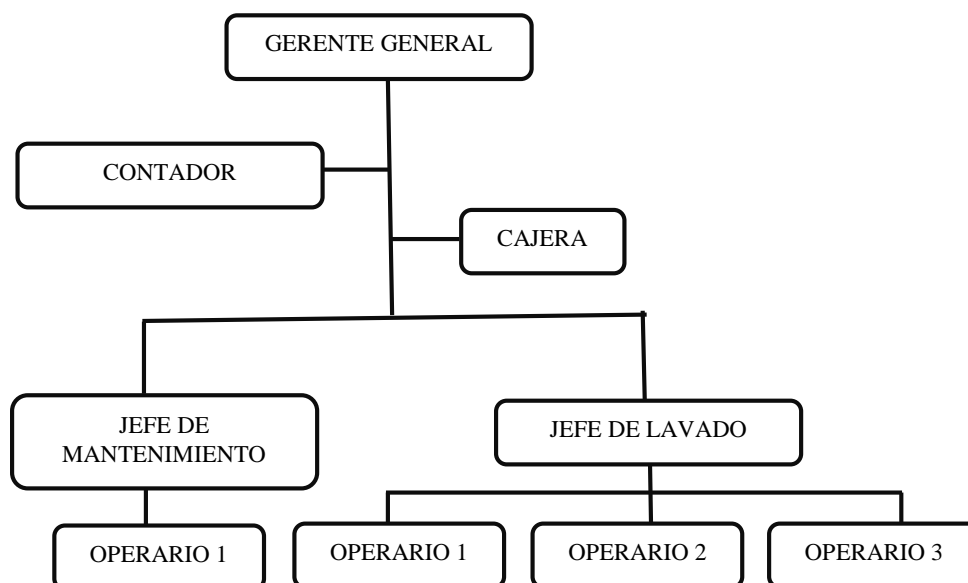 GERENTE GENERAL
CONTADOR
CAJERA
JEFE DE
MANTENIMIENTO
JEFE DE LAVADO
OPERARIO 1
OPERARIO 1
OPERARIO 2
OPERARIO 3